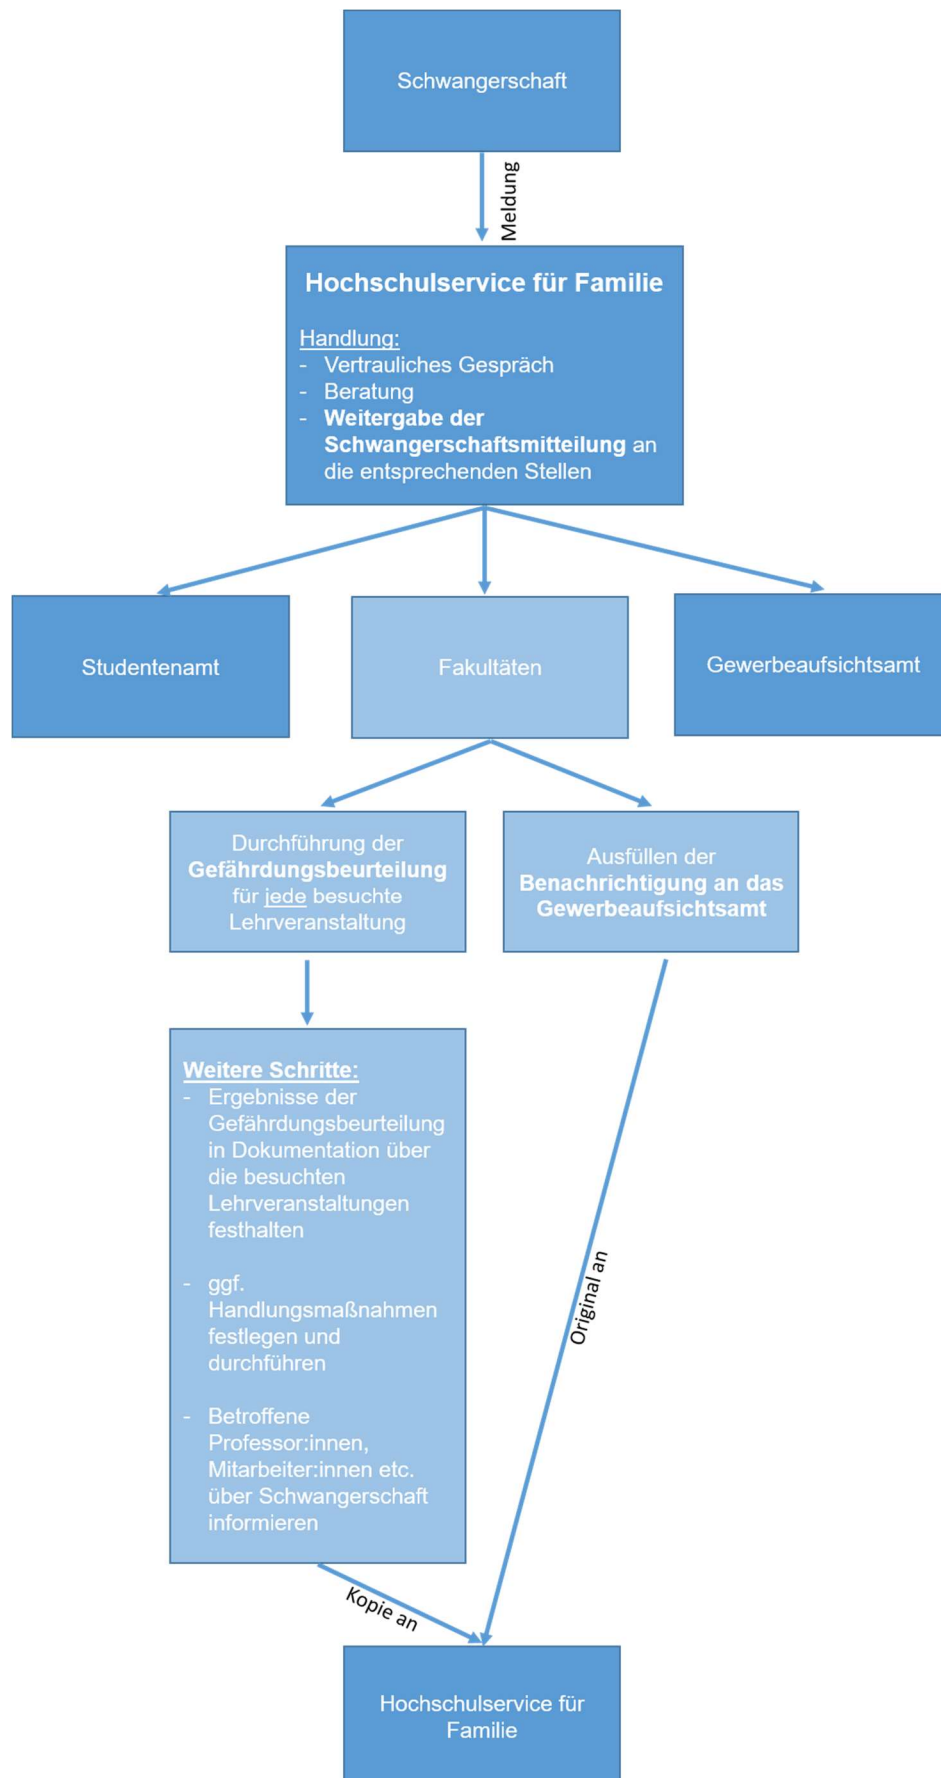 Schwangerschaft
Meldung
Hochschulservice für Familie
Handlung:
- Vertrauliches Gespräch
- Beratung
- Weitergabe der
Schwangerschaftsmitteilung an
die entsprechenden Stellen
Studentenamt
Fakultäten
Gewerbeaufsichtsamt
Durchführung der
Gefährdungsbeurteilung
für jede besuchte
Lehrveranstaltung
Ausfüllen der
Benachrichtigung an das
Gewerbeaufsichtsamt
Weitere Schritte:
- Ergebnisse der
Gefährdungsbeurteilung
in Dokumentation über
die besuchten
Lehrveranstaltungen
festhalten
- ggf.
Handlungsmaßnahmen
festlegen und
durchführen
- Betroffene
Professor:innen,
Mitarbeiter:innen etc.
über Schwangerschaft
informieren
Original an
Kopie an
Hochschulservice für
Familie